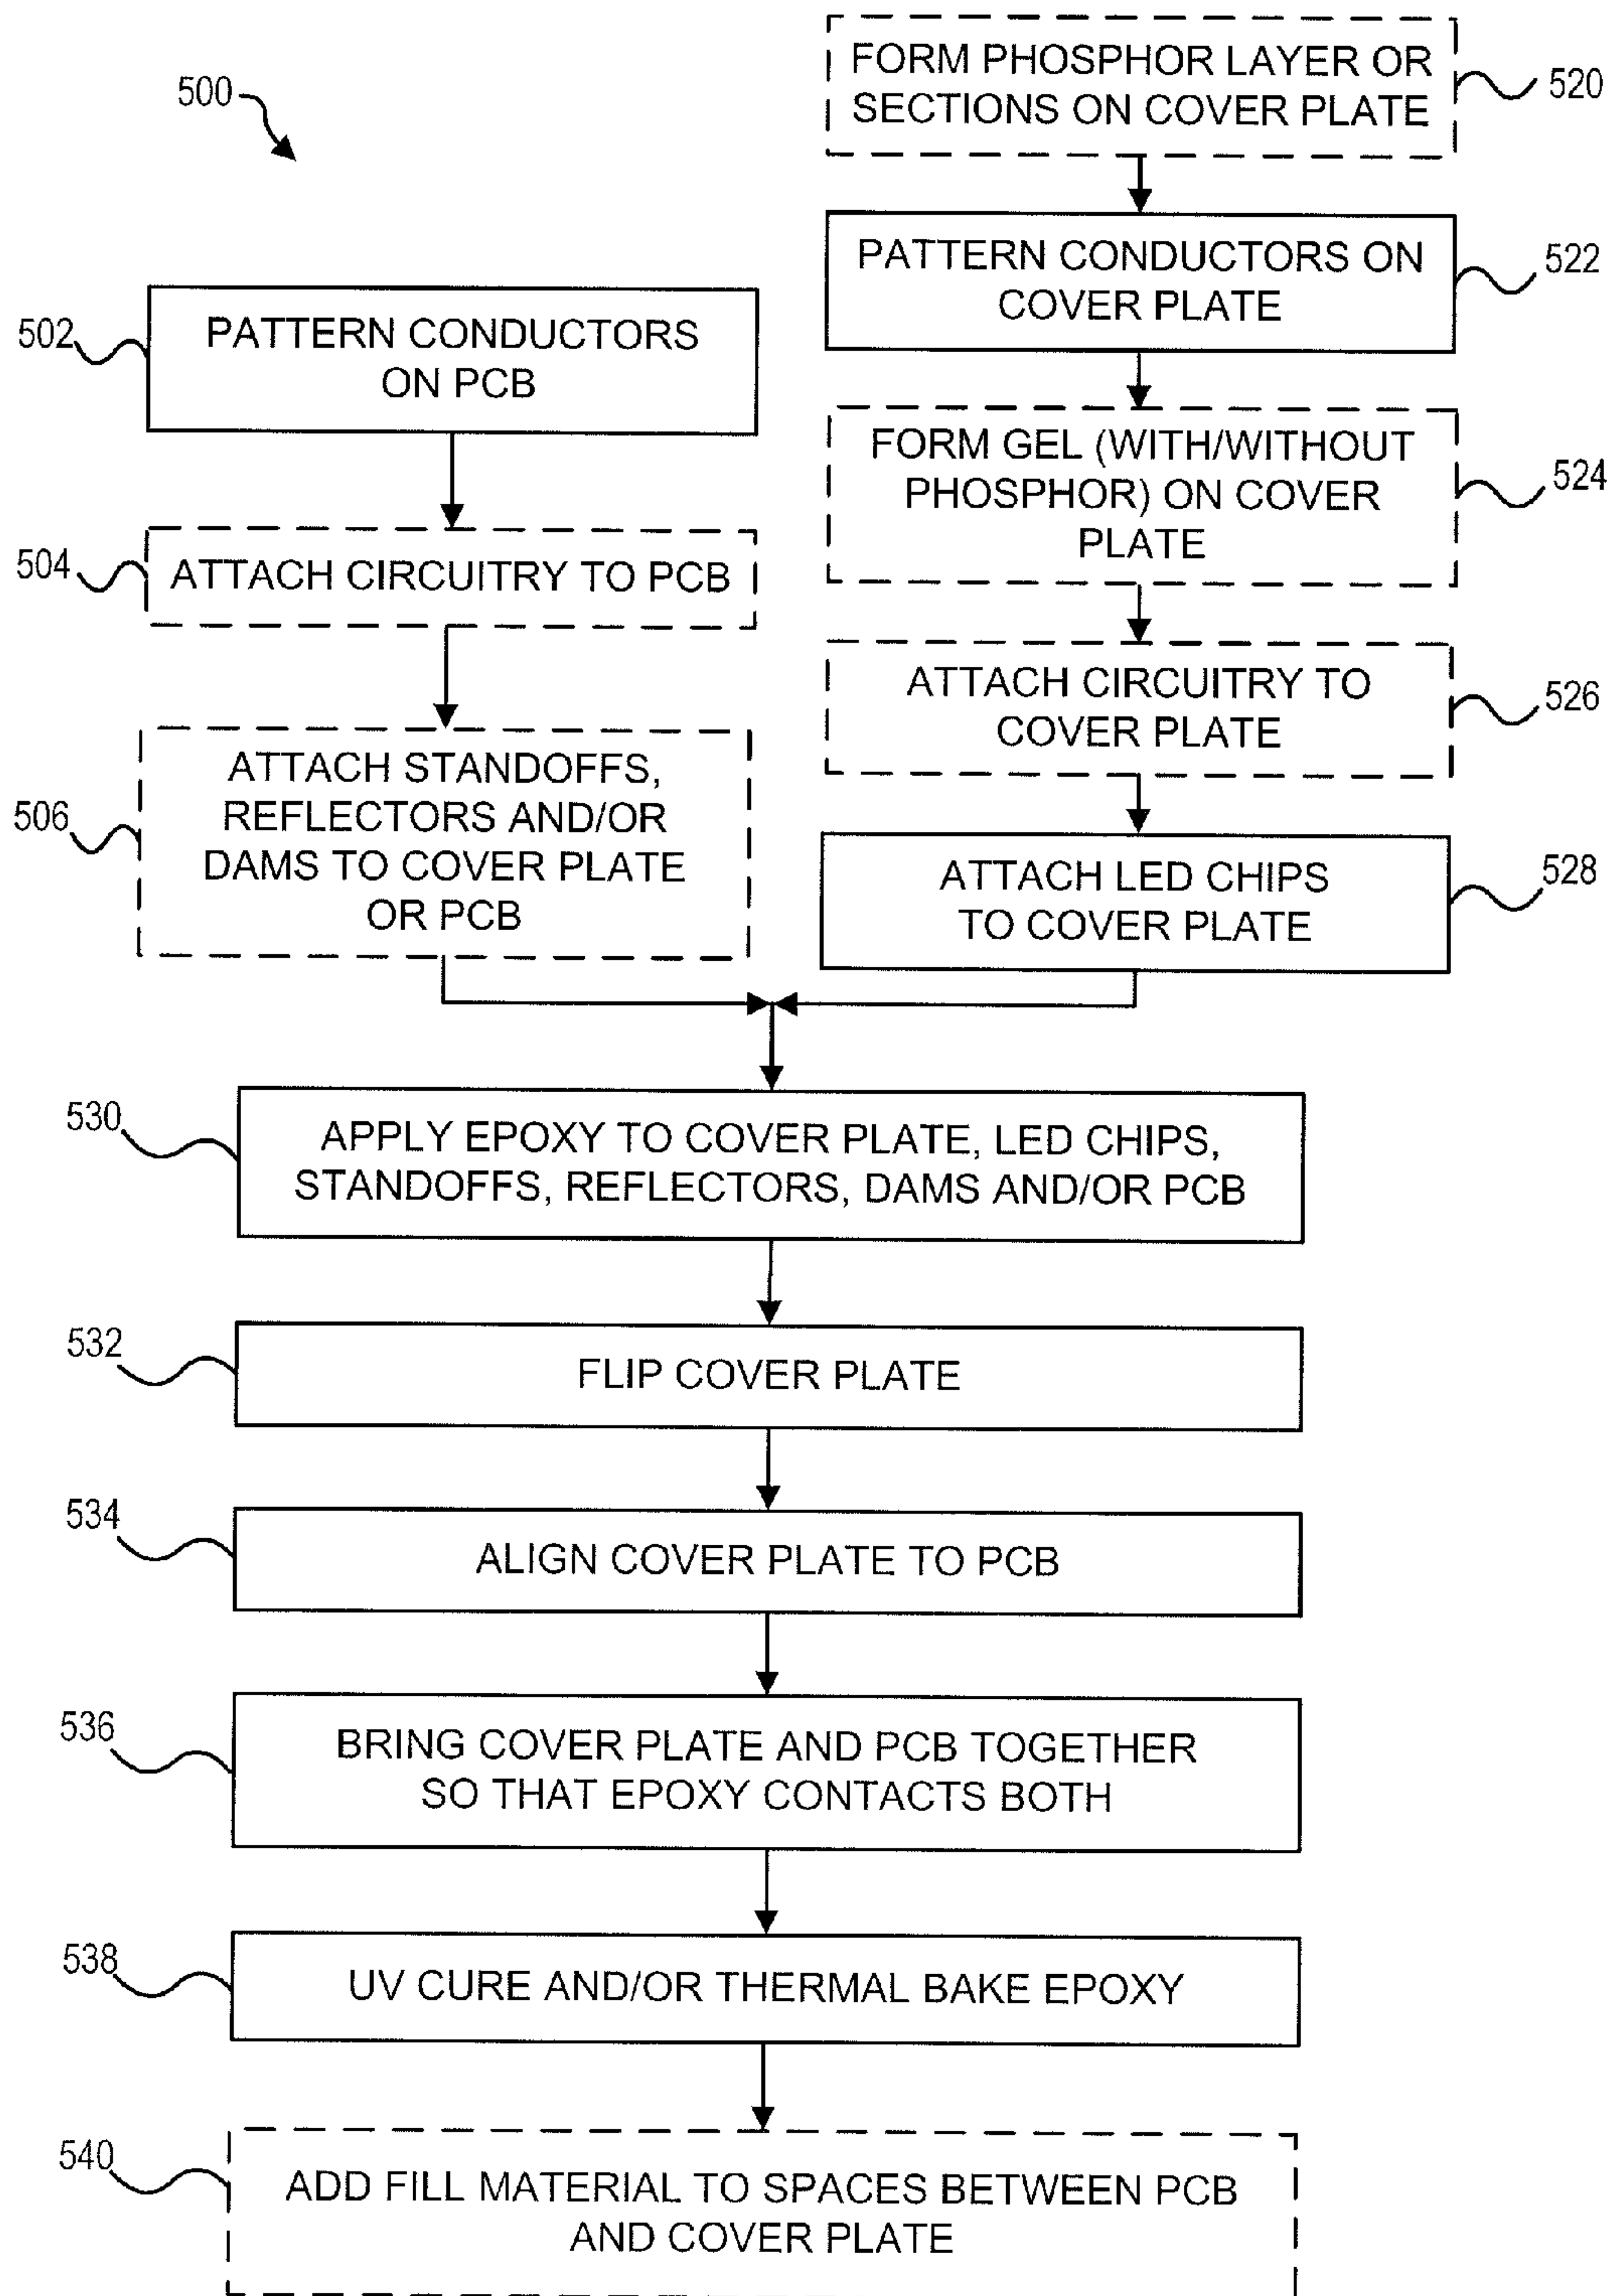 500
502
PATTERN CONDUCTORS
ON PCB
504
ATTACH CIRCUITRY TO PCB
506
ATTACH STANDOFFS,
REFLECTORS AND/OR
DAMS TO COVER PLATE
OR PCB
FORM PHOSPHOR LAYER OR
SECTIONS ON COVER PLATE
520
PATTERN CONDUCTORS ON
COVER PLATE
522
FORM GEL (WITH/WITHOUT
PHOSPHOR) ON COVER
PLATE
524
ATTACH CIRCUITRY TO
COVER PLATE
526
ATTACH LED CHIPS
TO COVER PLATE
528
530
APPLY EPOXY TO COVER PLATE, LED CHIPS,
STANDOFFS, REFLECTORS, DAMS AND/OR PCB
532
FLIP COVER PLATE
534
ALIGN COVER PLATE TO PCB
536
BRING COVER PLATE AND PCB TOGETHER
SO THAT EPOXY CONTACTS BOTH
538
UV CURE AND/OR THERMAL BAKE EPOXY
540
ADD FILL MATERIAL TO SPACES BETWEEN PCB
AND COVER PLATE